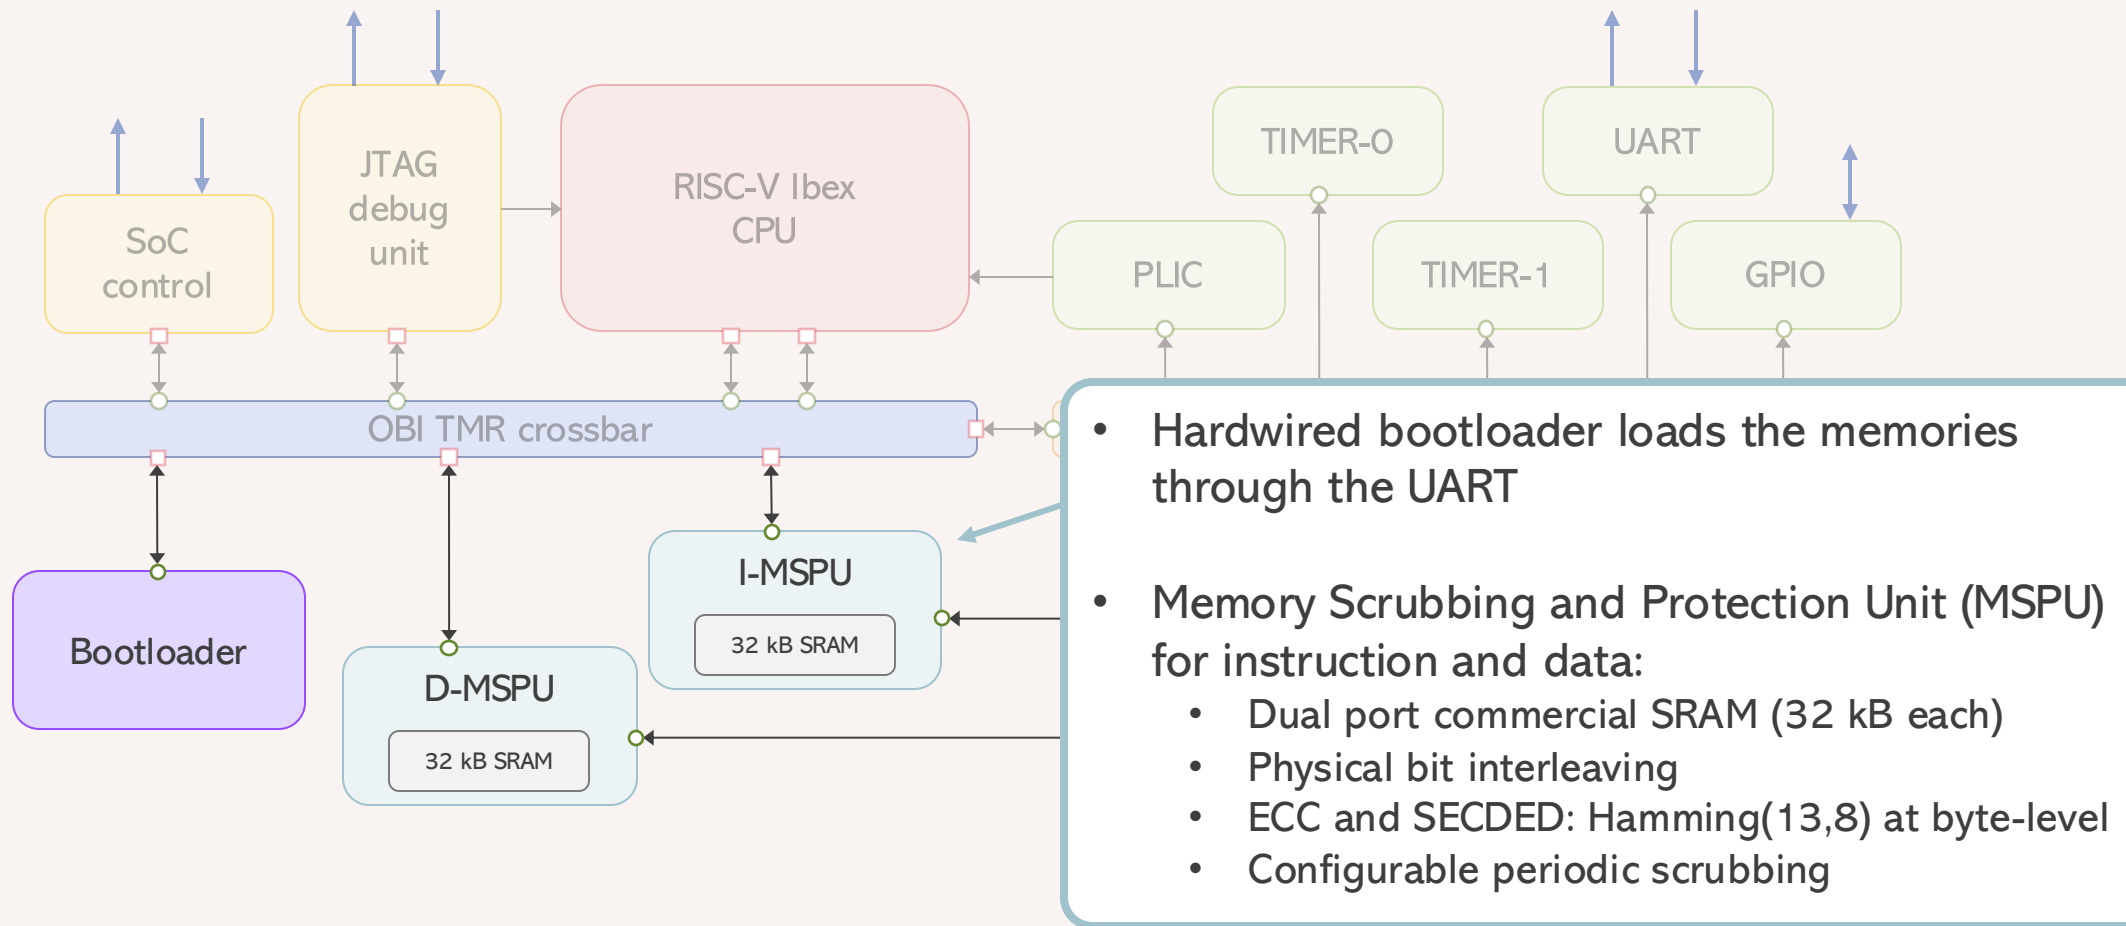 JTAG
debug
unit
RISC-V Ibex
CPU
TIMER-0
UART
SoC
control
PLIC
TIMER-1
GPIO
OBI TMR crossbar
Bootloader
D-MSPU
32 kB SRAM
I-MSPU
32 kB SRAM
• Hardwired bootloader loads the memories
through the UART
• Memory Scrubbing and Protection Unit (MSPU)
for instruction and data:
• Dual port commercial SRAM (32 kB each)
• Physical bit interleaving
• ECC and SECDED: Hamming(13,8) at byte-level
• Configurable periodic scrubbing